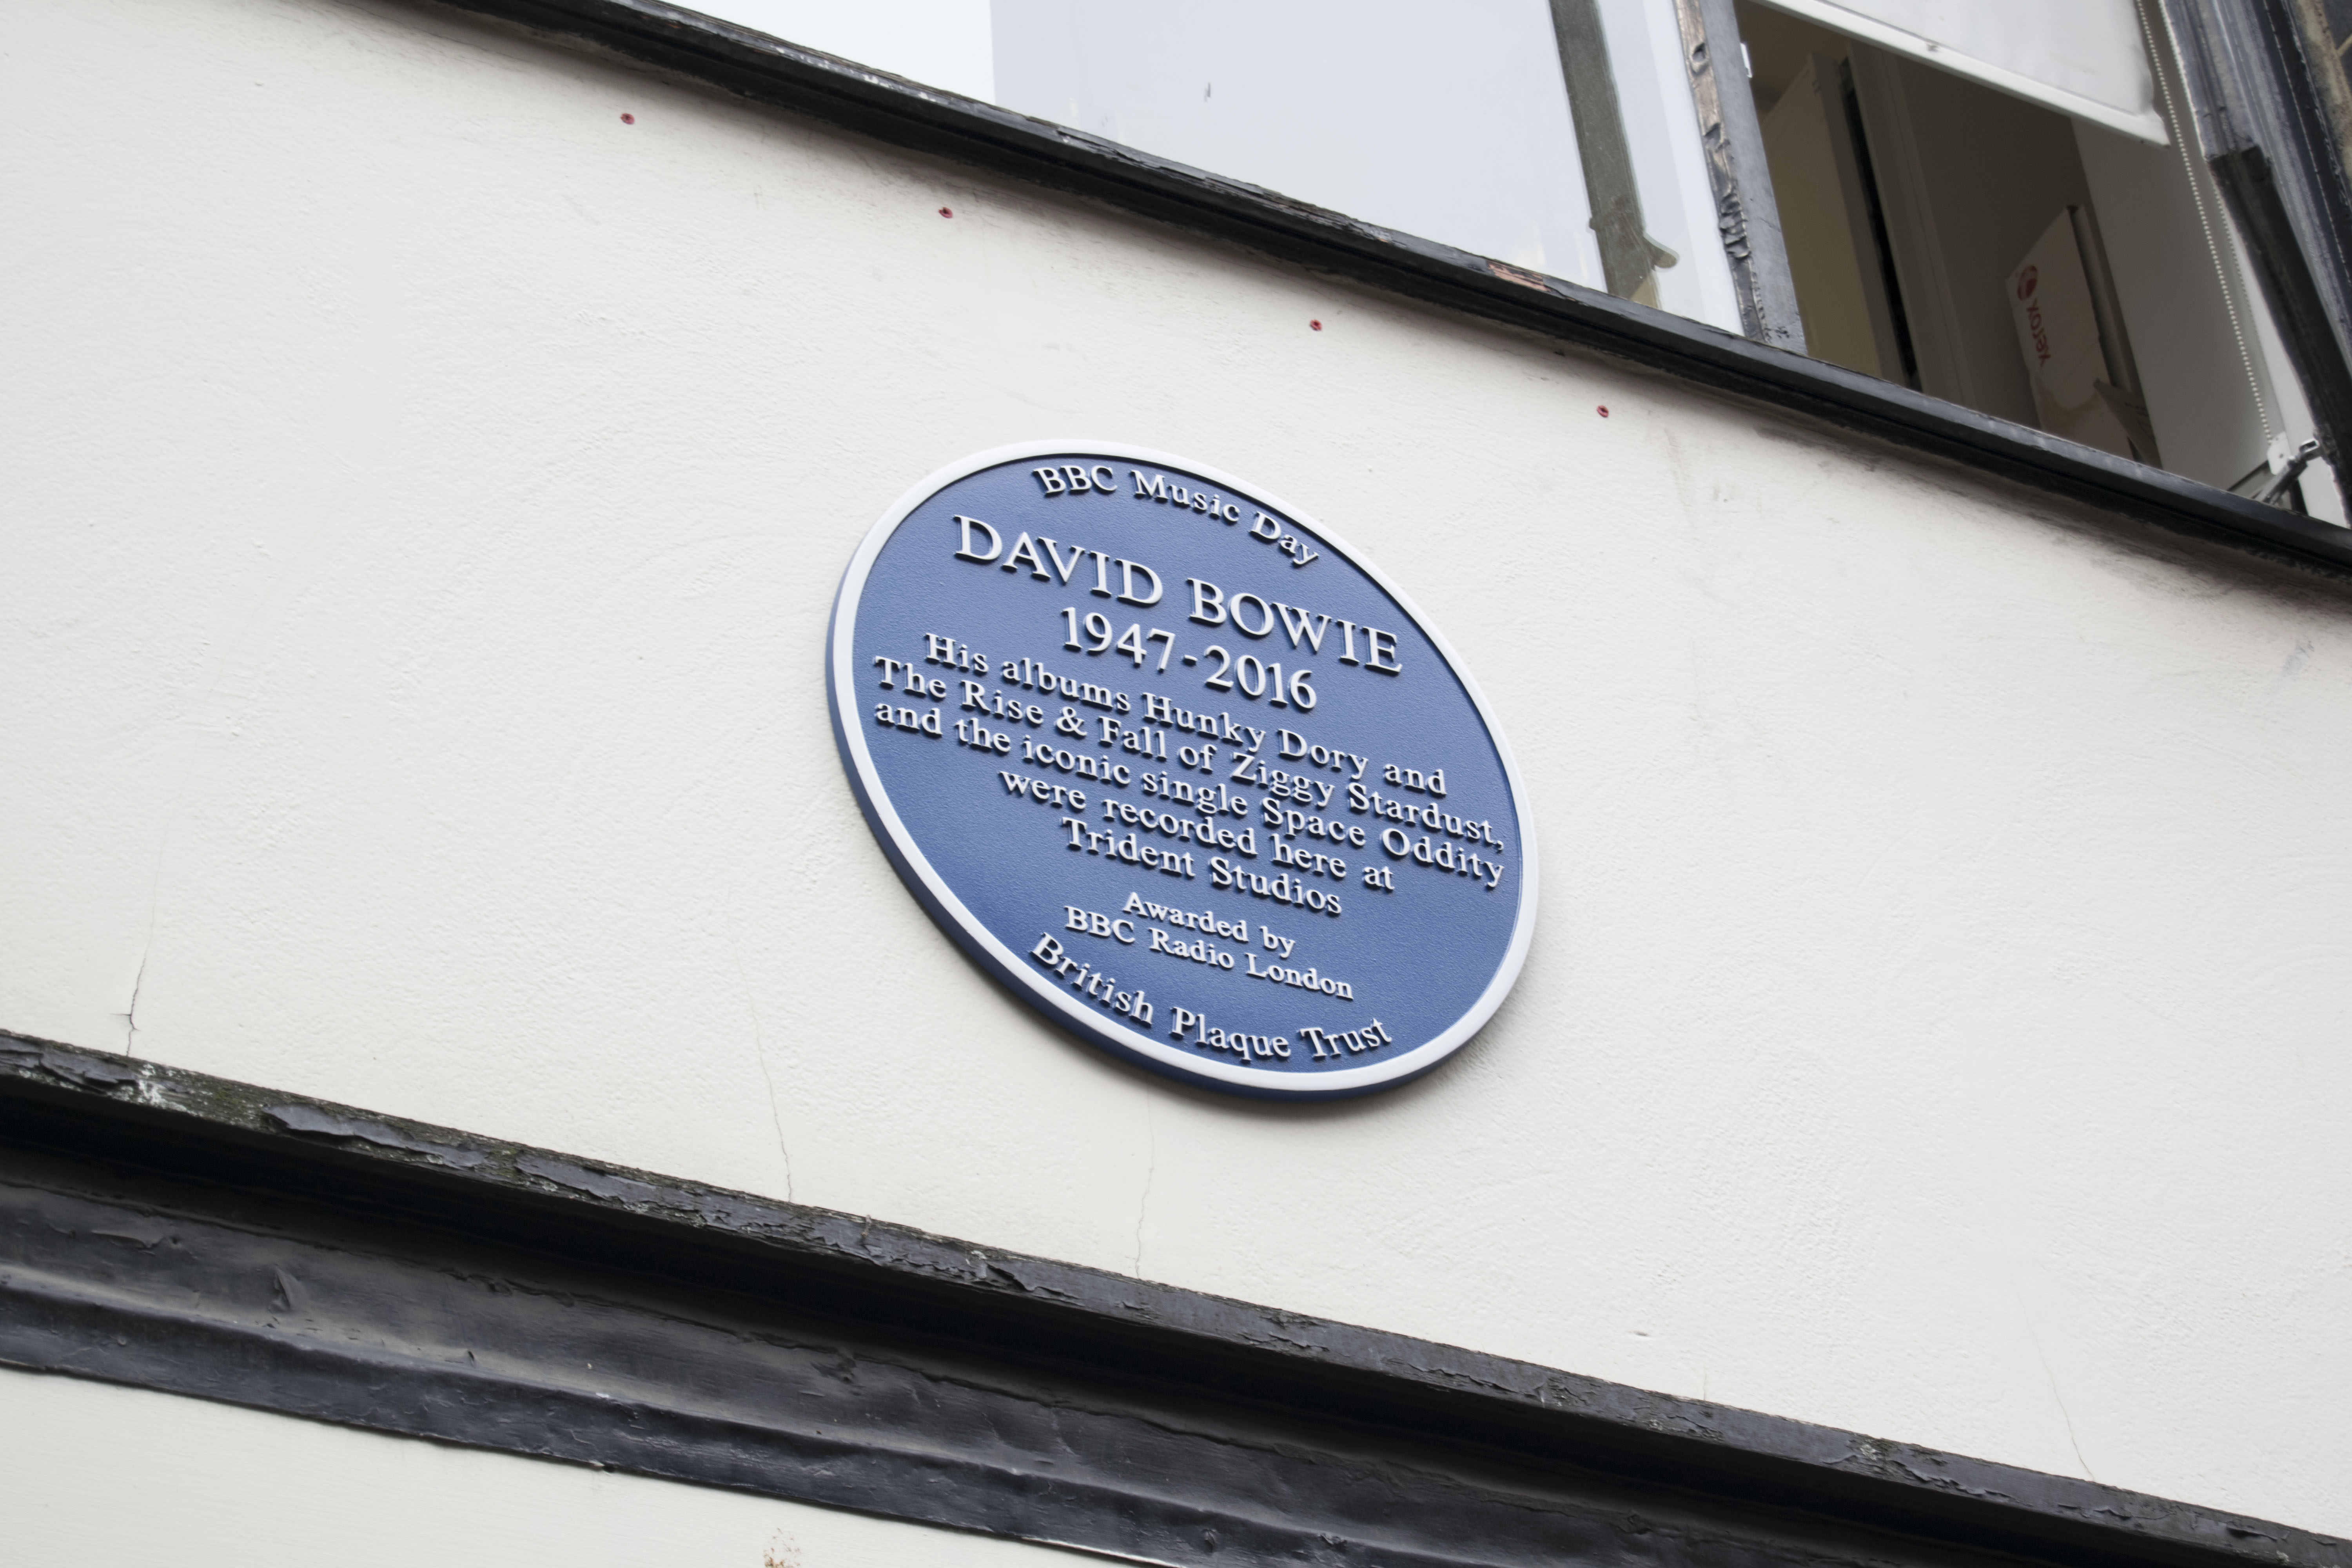 xerox
BBC Music Day
DAVID BOWIE
1947-2016
His albums Hunky Dory and
The Rise & Fall of Ziggy Stardust,
and the iconic single Space Oddity
were recorded here at
Trident Studios
Awarded by
BBC Radio London
British Plaque Trust